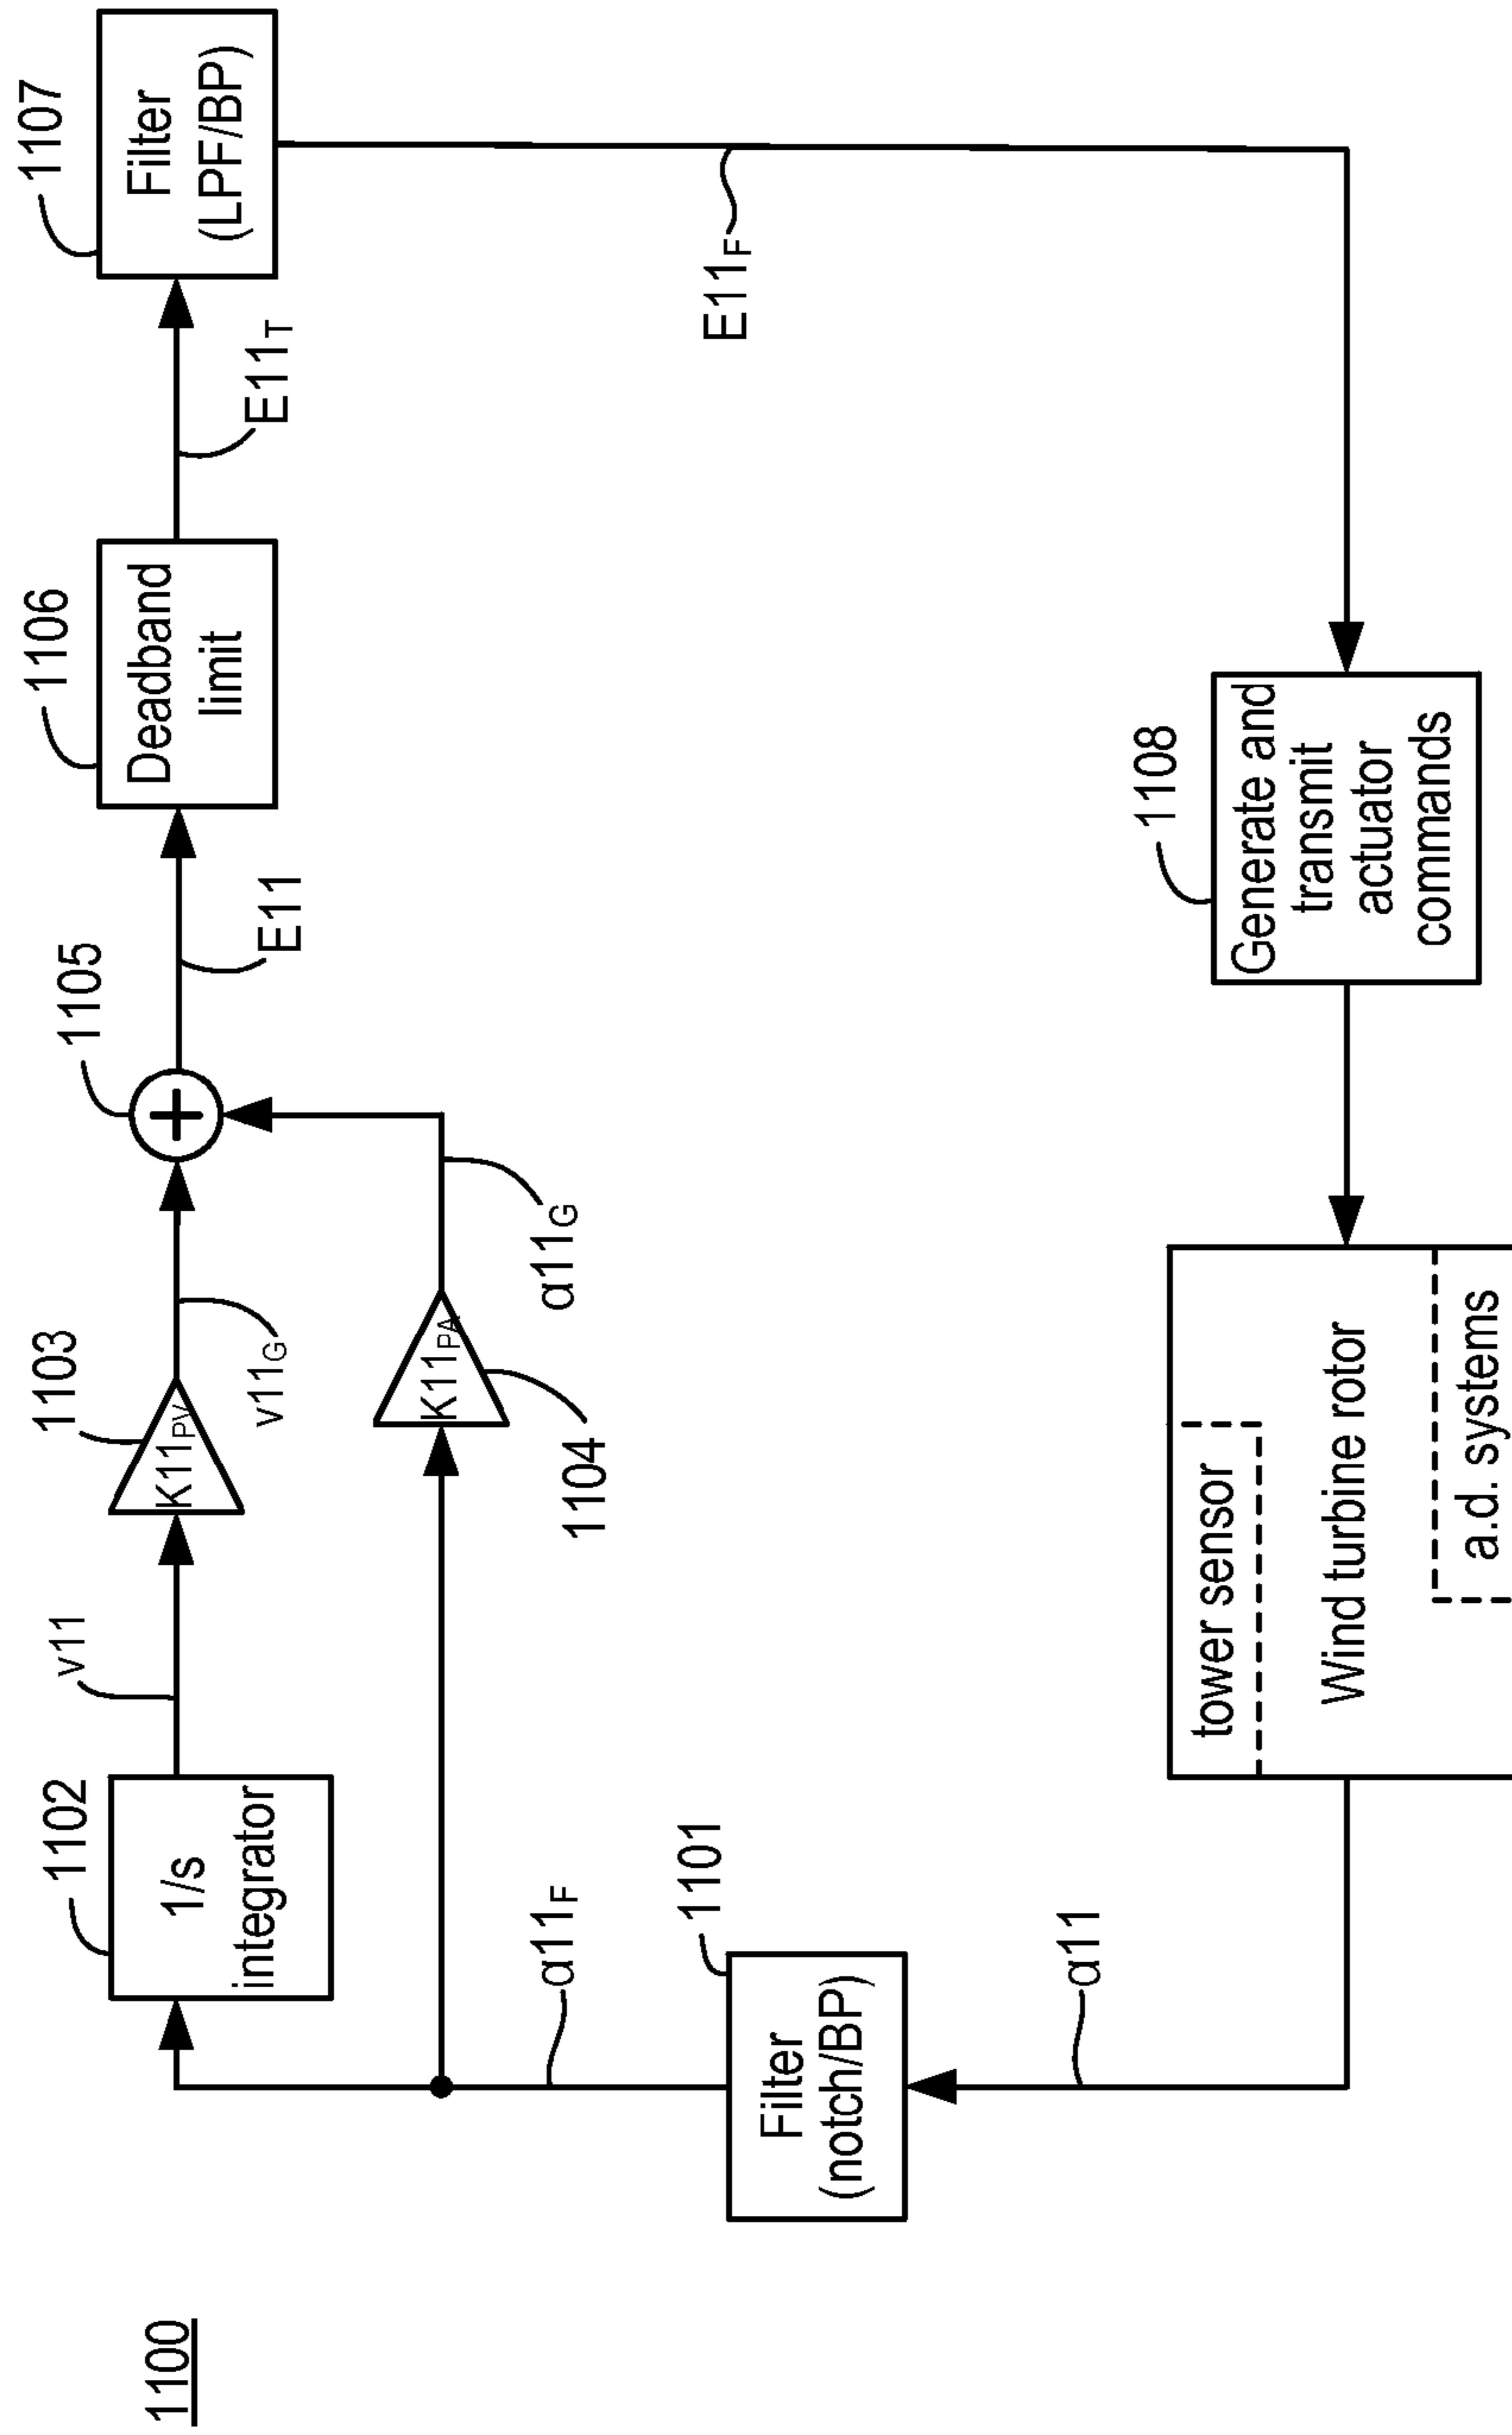 1100
1102
1/s
integrator
v11
1103
K11PV
v11G
1105
E11
1106
Deadband
limit
E11T
1107
Filter
(LPF/BP)
K11PA
1104
α11G
α11F
1101
Filter
(notch/BP)
E11F
α11
tower sensor
Wind turbine rotor
a.d. systems
1108
Generate and
transmit
actuator
commands